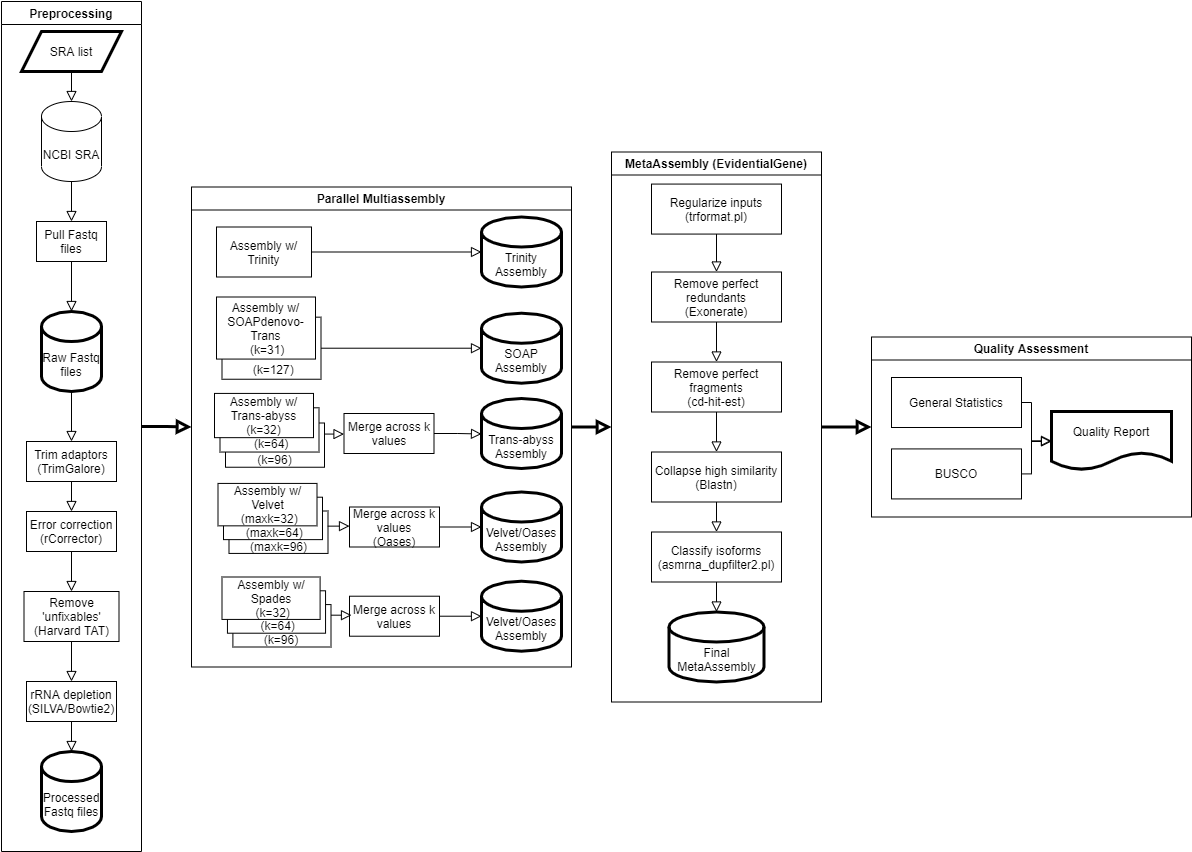 Preprocessing
SRA list
NCBI SRA
Pull Fastq
files
Raw Fastq
files
Trim adaptors
(TrimGalore)
Error correction
(rCorrector)
Remove
'unfixables'
(Harvard TAT)
rRNA depletion
(SILVA/Bowtie2)
Processed
Fastq files
Parallel Multiassembly
Assembly w/
Trinity
Trinity
Assembly
Assembly w/
SOAPdenovo-
Trans
(k=31)
(k=127)
SOAP
Assembly
Assembly w/
Trans-abyss
(k=32)
(k=64)
(k=96)
Merge across k
values
Trans-abyss
Assembly
Assembly w/
Velvet
(maxk=32)
(maxk=64)
(maxk=96)
Merge across k
values
(Oases)
Velvet/Oases
Assembly
Assembly w/
Spades
(k=32)
(k=64)
(k=96)
Merge across k
values
Velvet/Oases
Assembly
MetaAssembly (EvidentialGene)
Regularize inputs
(trformat.pl)
Remove perfect
redundants
(Exonerate)
Remove perfect
fragments
(cd-hit-est)
Collapse high similarity
(Blastn)
Classify isoforms
(asmrna_dupfilter2.pl)
Final
MetaAssembly
Quality Assessment
General Statistics
BUSCO
Quality Report